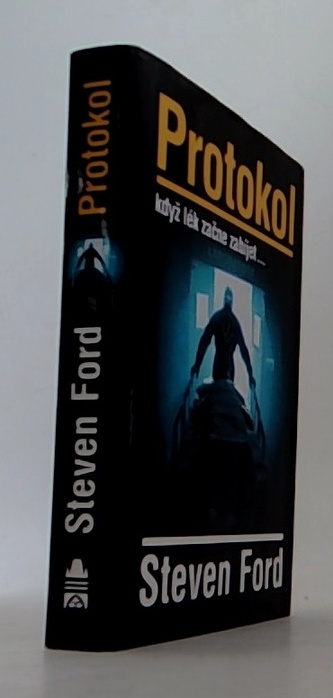 Protokol
když lék začne zabíjet...
Steven Ford
Steven Ford
Protokol